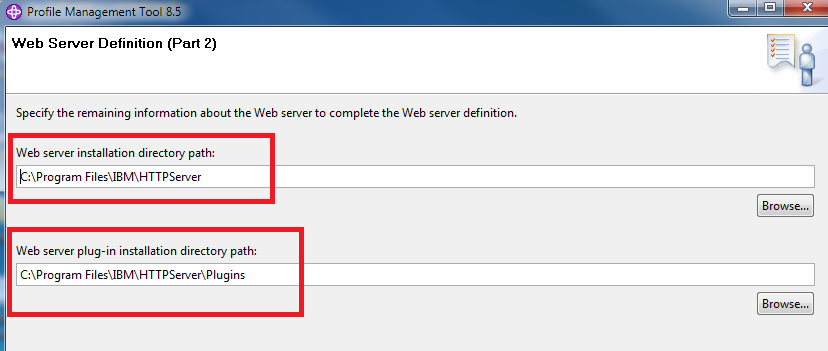 Profile Management Tool 8.5
Web Server Definition (Part 2)
Specify the remaining information about the Web server to complete the Web server definition.
Web server installation directory path:
C:\Program Files\IBM\HTTPServer
Browse...
Web server plug-in installation directory path:
C:\Program Files\IBM\HTTPServer\Plugins
Browse...